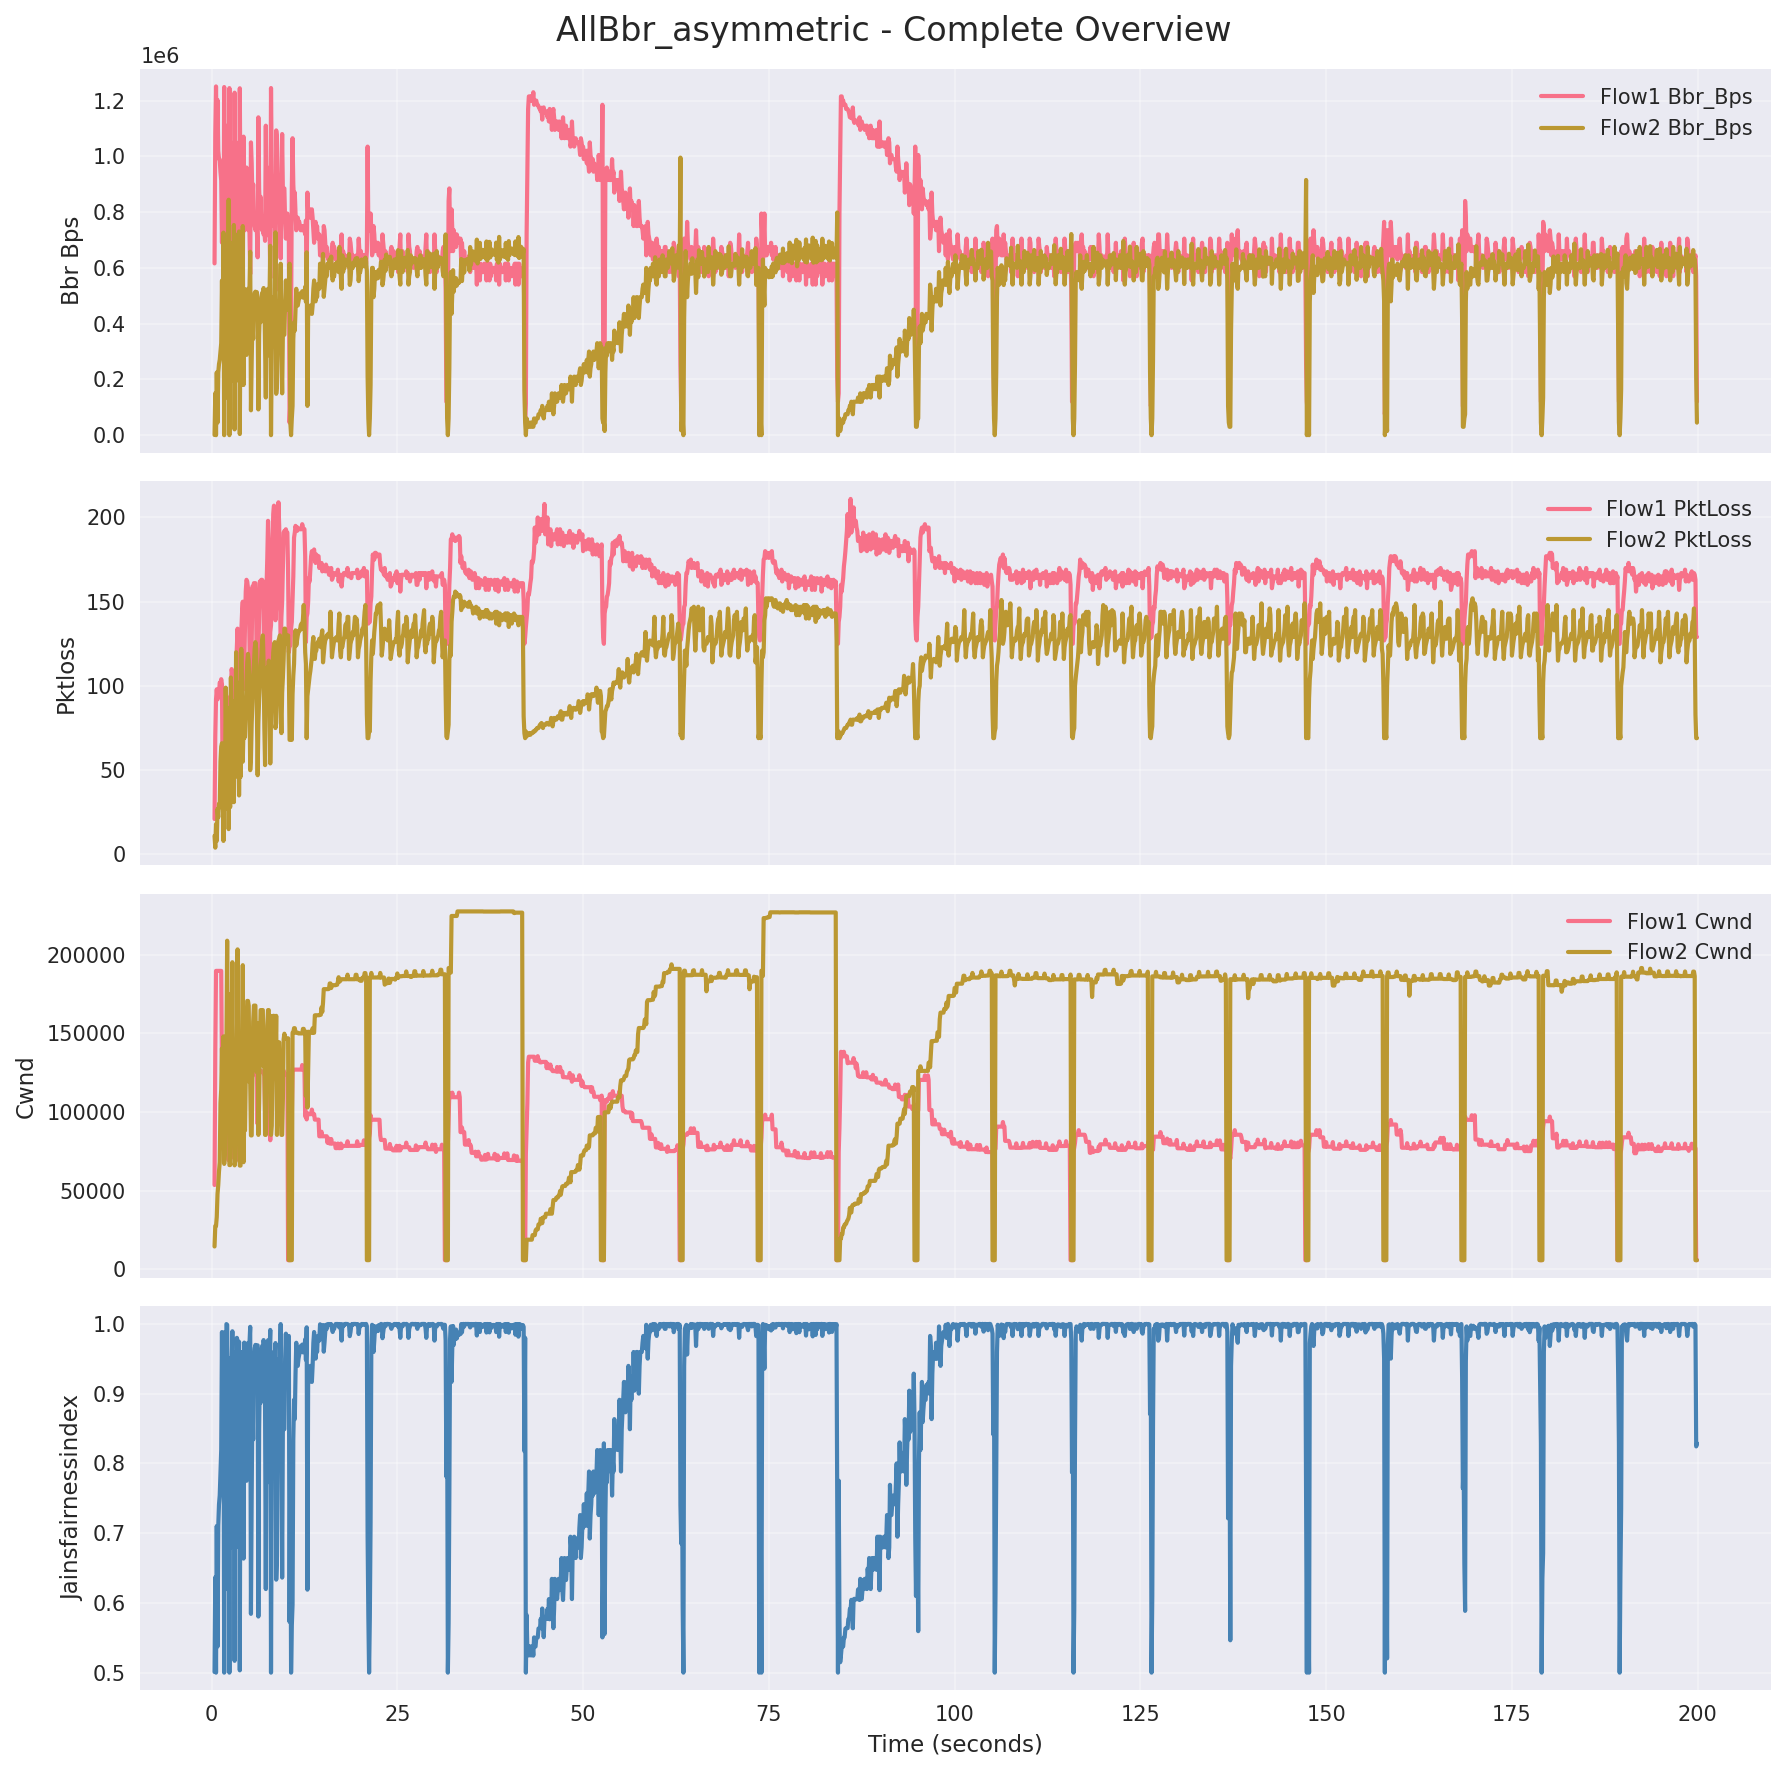 AllBbr_asymmetric - Complete Overview
1e6
Bbr Bps
1.2
1.0
0.8
0.6
0.4
0.2
0.0
Flow1 Bbr_Bps
Flow2 Bbr_Bps
Pktloss
200
150
100
50
0
Flow1 PktLoss
Flow2 PktLoss
Cwnd
200000
150000
100000
50000
0
Flow1 Cwnd
Flow2 Cwnd
Jainsfairnessindex
1.0
0.9
0.8
0.7
0.6
0.5
0 25 50 75 100 125 150 175 200
Time (seconds)